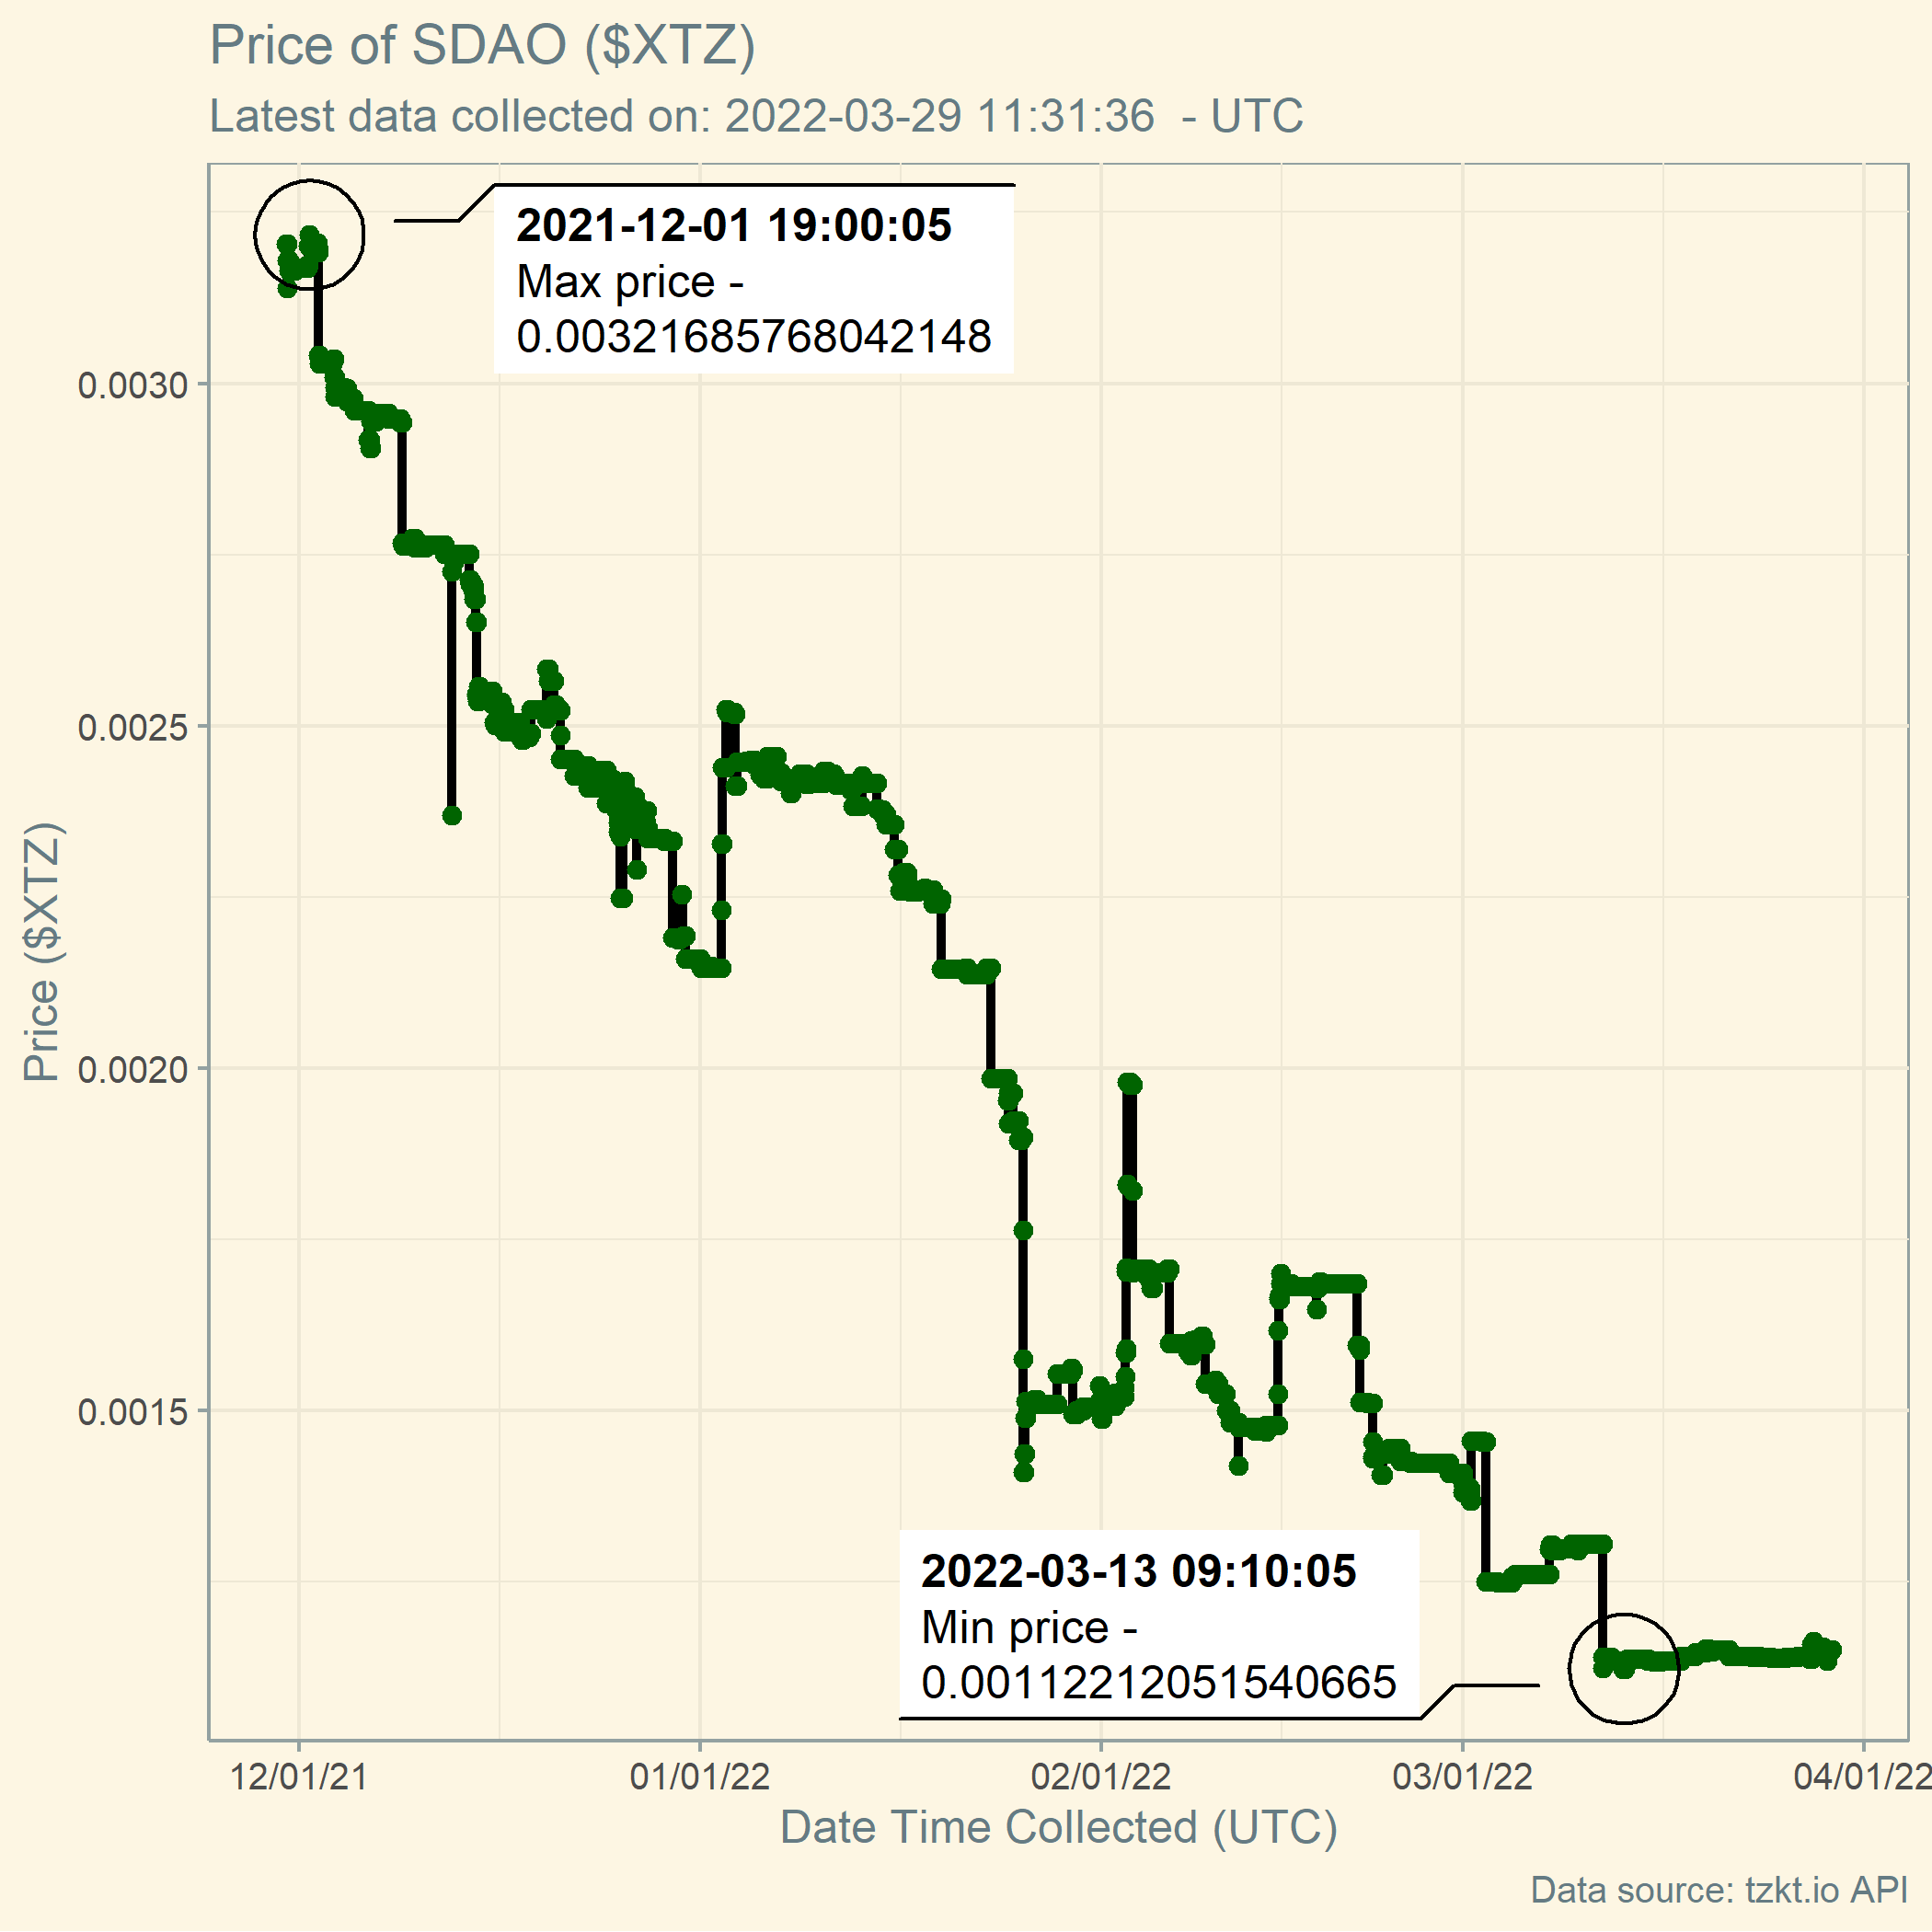 Price of SDAO ($XTZ)
Latest data collected on: 2022-03-29 11:31:36  - UTC
2021-12-01 19:00:05
Max price -
0.00321685768042148
0.0030
0.0025
0.0020
0.0015
Price ($XTZ)
2022-03-13 09:10:05
Min price -
0.00112212051540665
12/01/21
01/01/22
02/01/22
03/01/22
04/01/22
Date Time Collected (UTC)
Data source: tzkt.io API